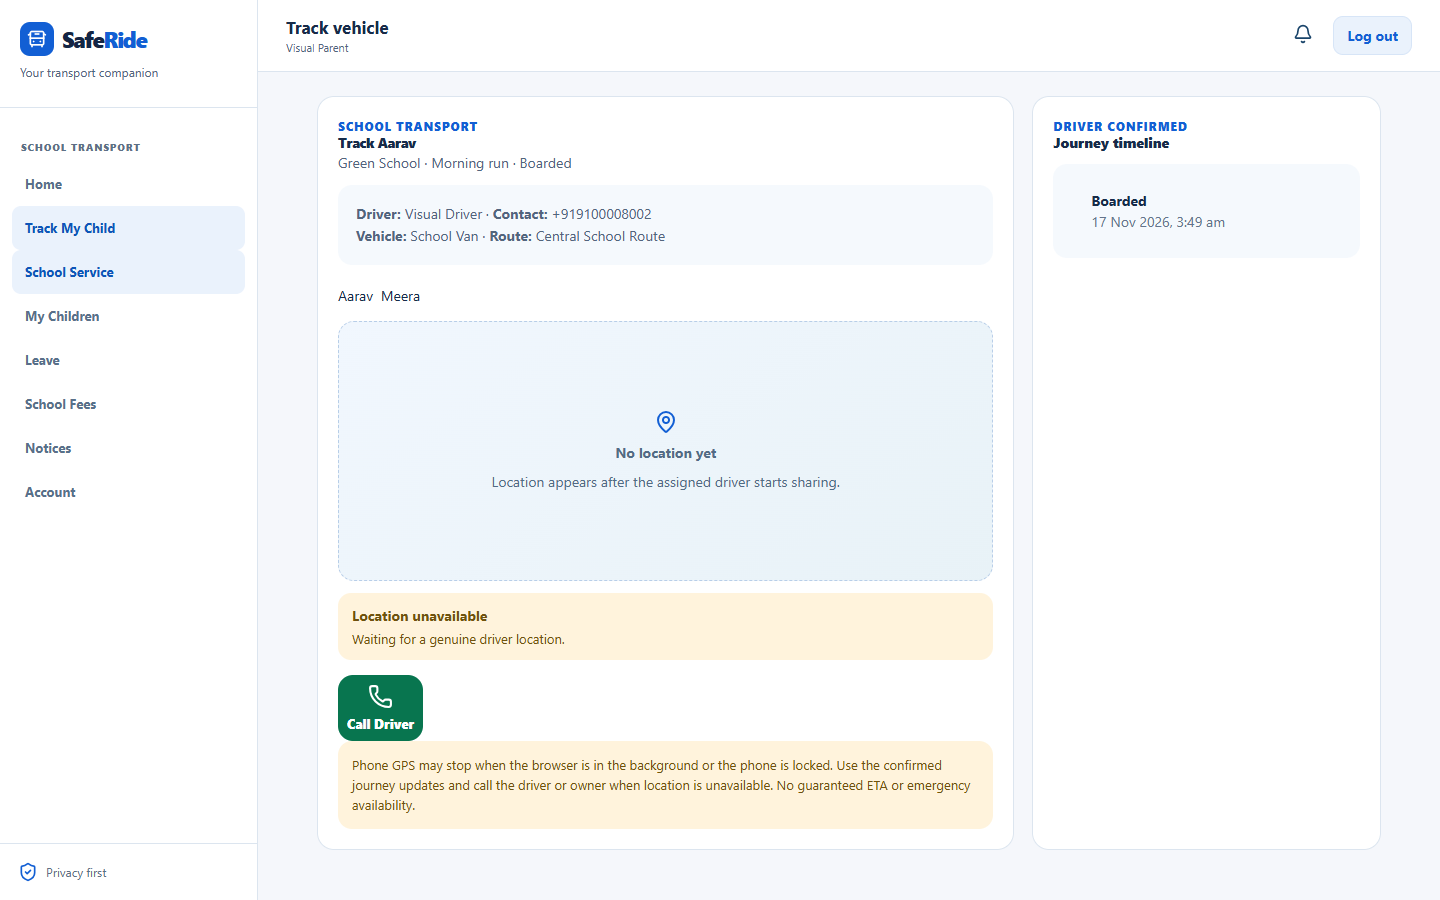 SafeRide
Your transport companion
SCHOOL TRANSPORT
Home
Track My Child
School Service
My Children
Leave
School Fees
Notices
Account
Privacy first
Track vehicle
Visual Parent
Log out
SCHOOL TRANSPORT
Track Aarav
Green School · Morning run · Boarded
Driver: Visual Driver · Contact: +919100008002
Vehicle: School Van · Route: Central School Route
Aarav Meera
No location yet
Location appears after the assigned driver starts sharing.
Location unavailable
Waiting for a genuine driver location.
Call Driver
Phone GPS may stop when the browser is in the background or the phone is locked. Use the confirmed
journey updates and call the driver or owner when location is unavailable. No guaranteed ETA or emergency
availability.
DRIVER CONFIRMED
Journey timeline
Boarded
17 Nov 2026, 3:49 am